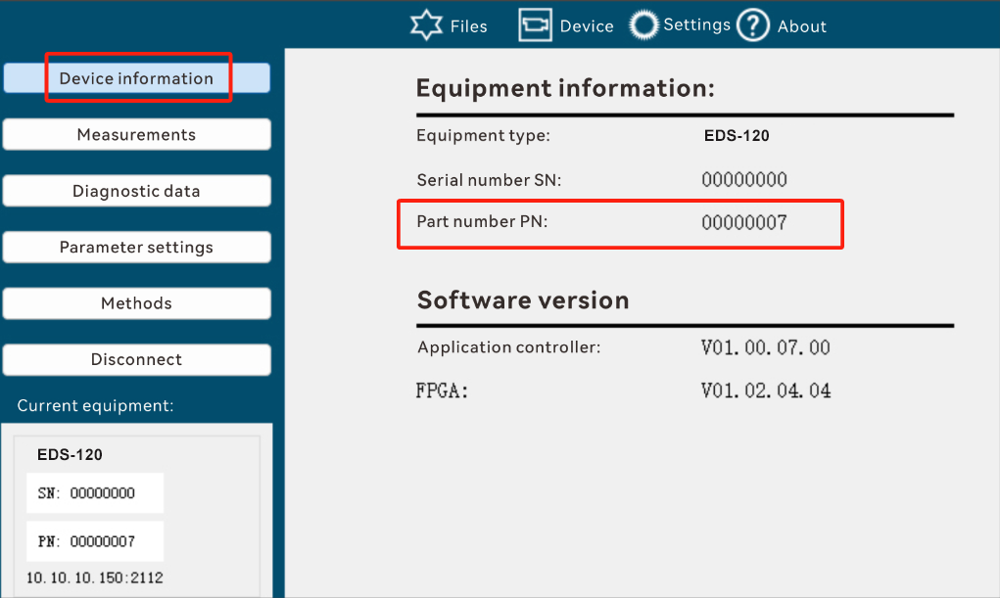 Files Device Settings ? About
Device information
Measurements
Diagnostic data
Parameter settings
Methods
Disconnect
Current equipment:
EDS-120
SN: 00000000
PN: 00000007
10.10.10.150:2112
Equipment information:
Equipment type: EDS-120
Serial number SN: 00000000
Part number PN: 00000007
Software version
Application controller: V01.00.07.00
FPGA: V01.02.04.04